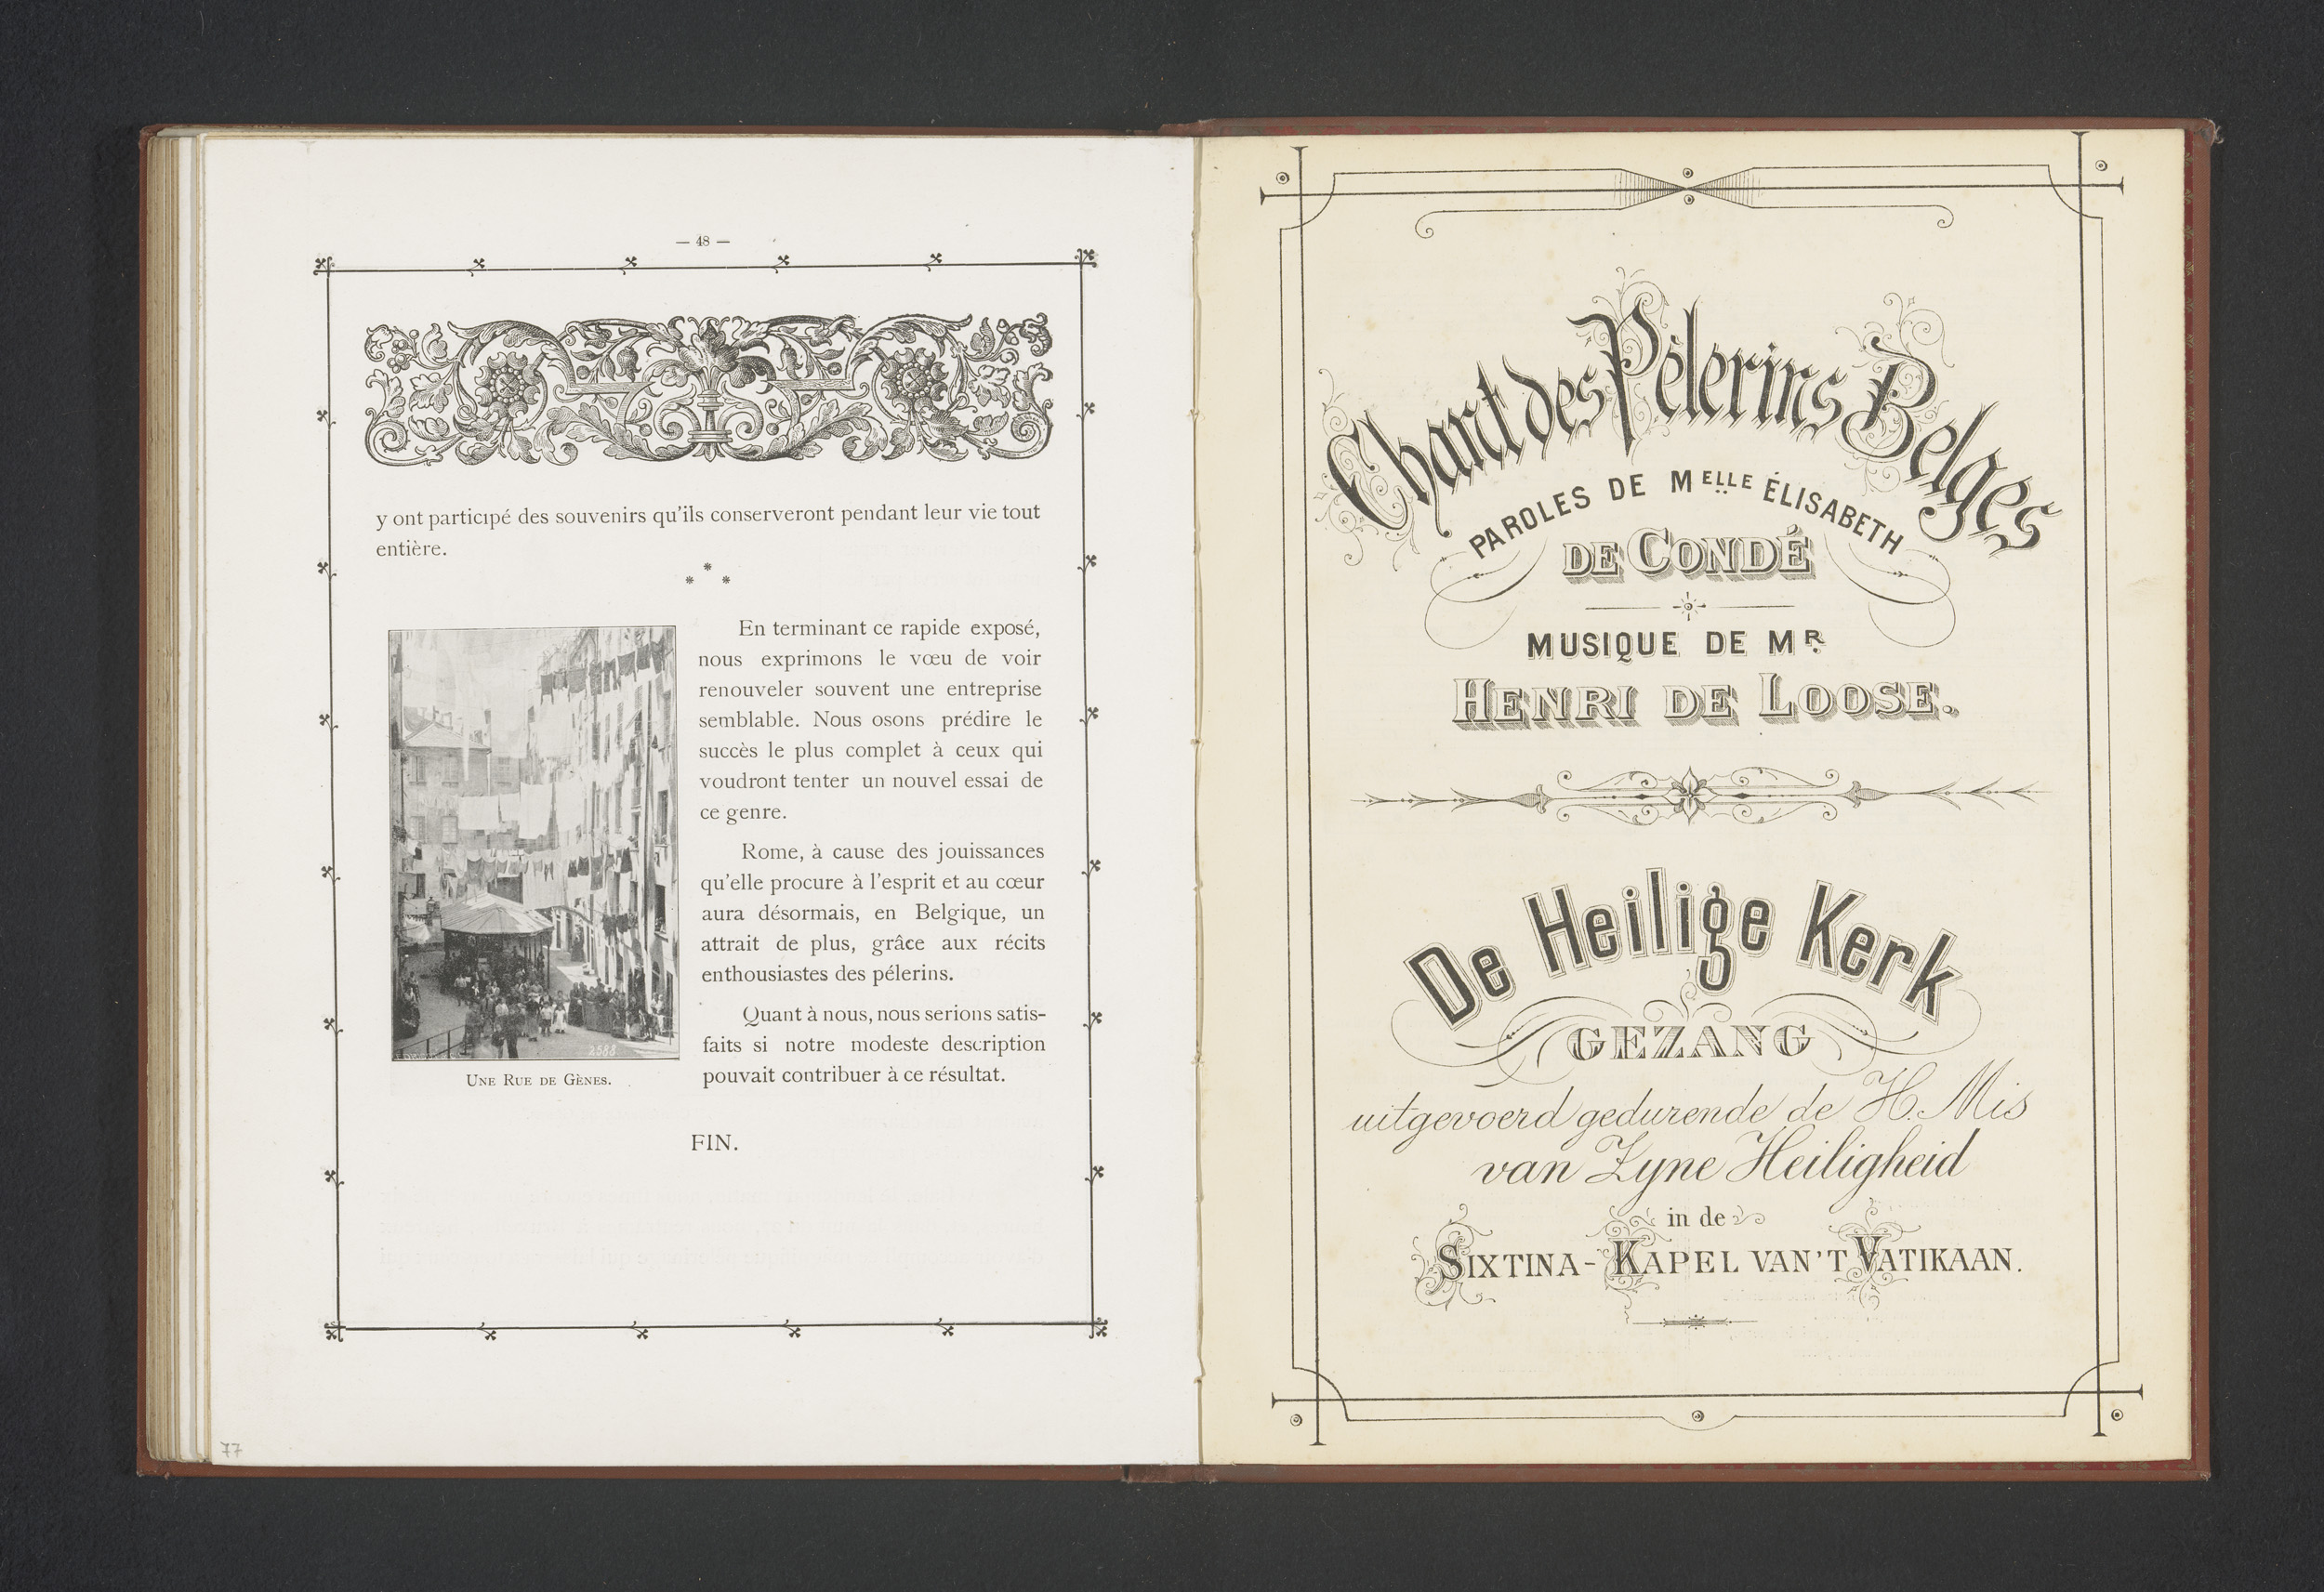 — 48 —
y ont participé des souvenirs qu'ils conserveront pendant leur vie tout
entière.
* * *
En terminant ce rapide exposé,
nous exprimons le vœu de voir
renouveler souvent une entreprise
semblable. Nous osons prédire le
succès le plus complet à ceux qui
voudront tenter un nouvel essai de
ce genre.
Rome, à cause des jouissances
qu'elle procure à l'esprit et au cœur
aura désormais, en Belgique, un
attrait de plus, grâce aux récits
enthousiastes des pélerins.
Quant à nous, nous serions satis-
faits si notre modeste description
pouvait contribuer à ce résultat.
2588
UNE RUE DE GÈNES.
FIN.
77
Chant des Pélerins Belges
PAROLES DE MELLE ÉLISABETH
DE CONDÉ
MUSIQUE DE MR.
HENRI DE LOOSE.
De Heilige Kerk
GEZANG
uitgevoerd gedurende de H. Mis
van Zyne Heiligheid
in de
SIXTINA-KAPEL VAN'T VATIKAAN.